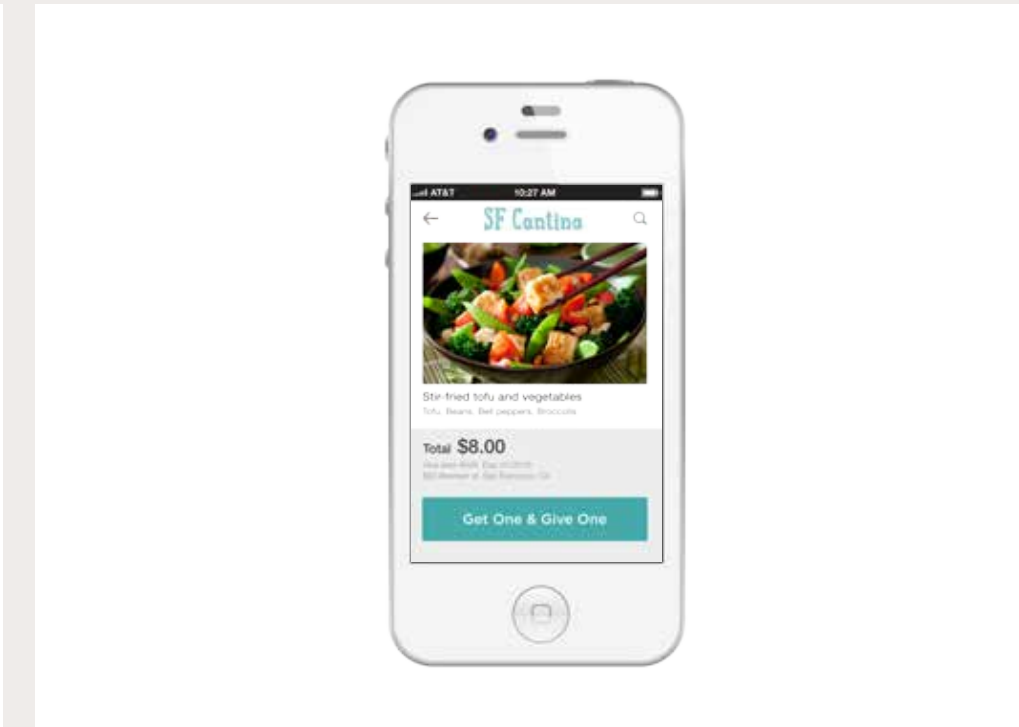 AT&T 10:27 AM
SF Cantina
Stir-fried tofu and vegetables
Tofu, Beans, Bell peppers, Broccolis
Total $8.00
Get One & Give One